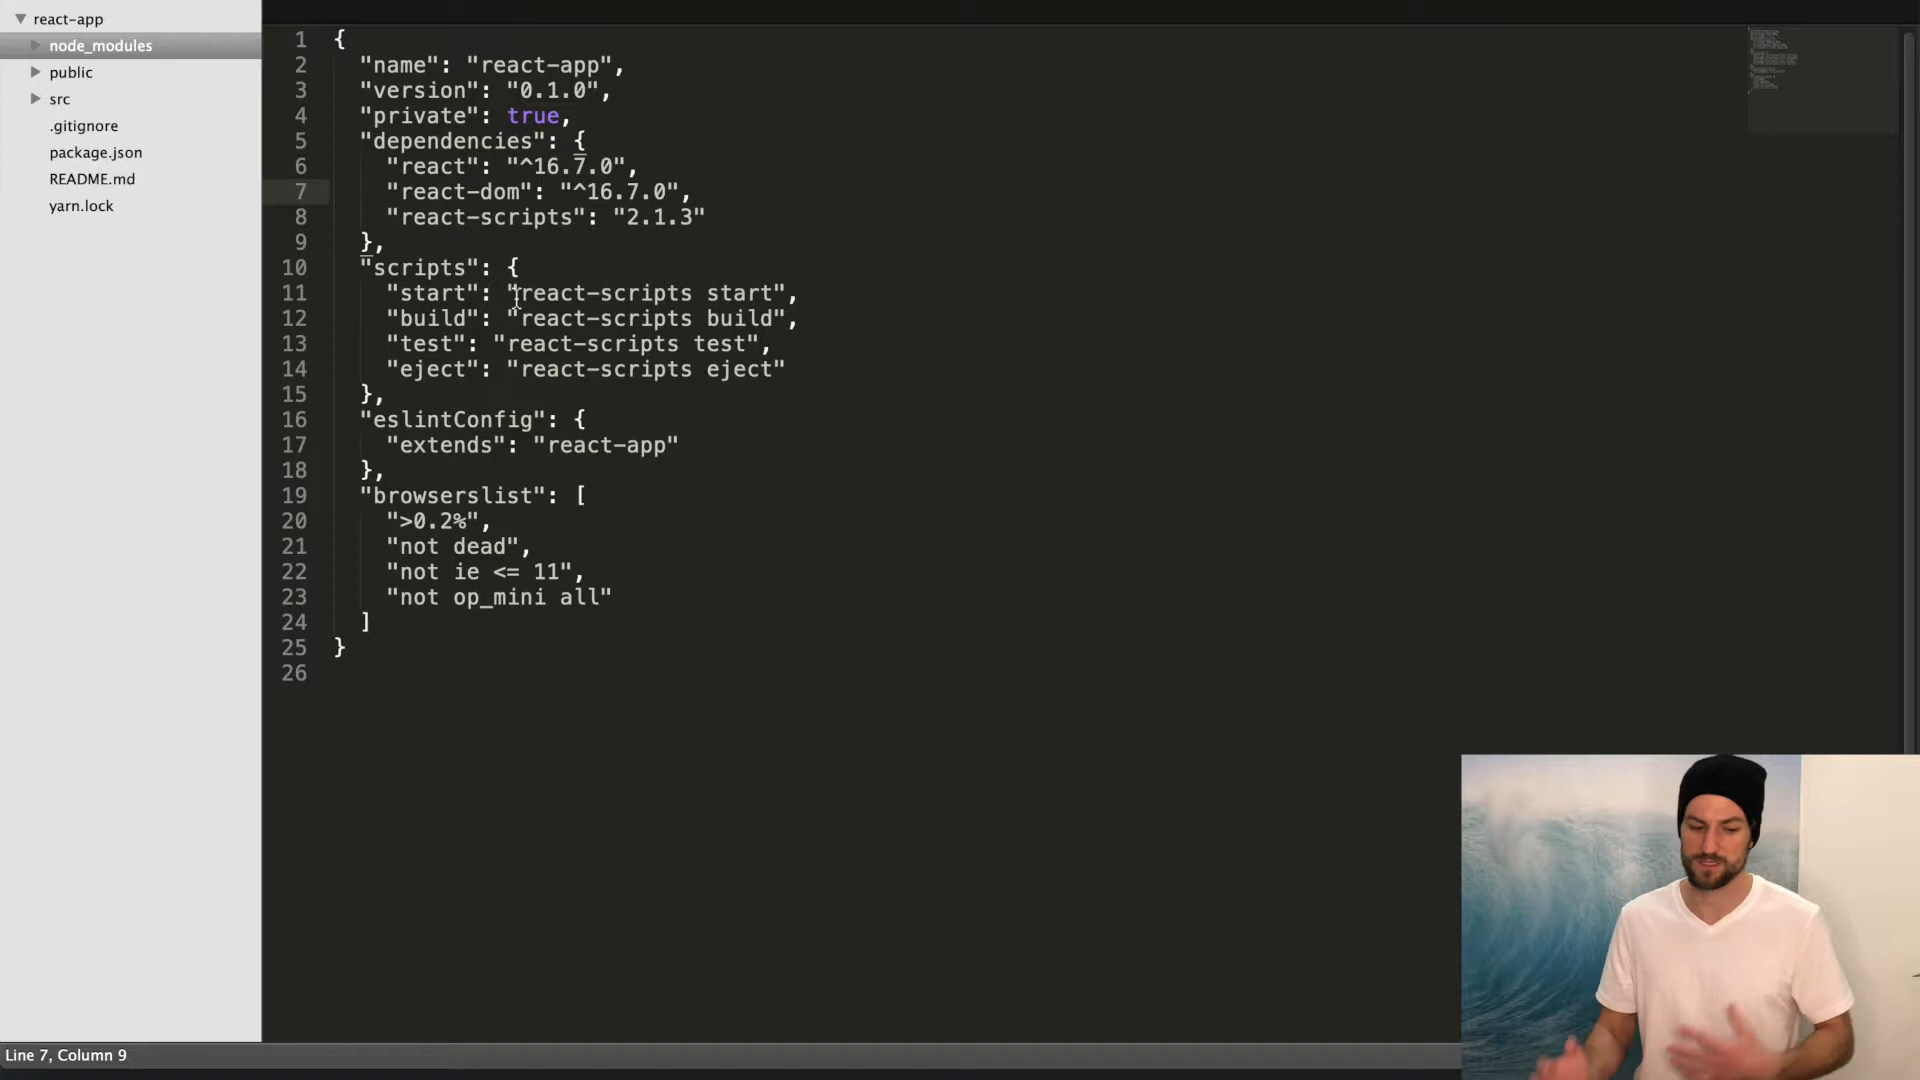 react-app
node_modules
public
src
.gitignore
package.json
README.md
yarn.lock
1 {
2 "name": "react-app",
3 "version": "0.1.0",
4 "private": true,
5 "dependencies": {
6 "react": "^16.7.0",
7 "react-dom": "^16.7.0",
8 "react-scripts": "2.1.3"
9 },
10 "scripts": {
11 "start": "react-scripts start",
12 "build": "react-scripts build",
13 "test": "react-scripts test",
14 "eject": "react-scripts eject"
15 },
16 "eslintConfig": {
17 "extends": "react-app"
18 },
19 "browserslist": [
20 ">0.2%",
21 "not dead",
22 "not ie <= 11",
23 "not op_mini all"
24 ]
25 }
26
Line 7, Column 9